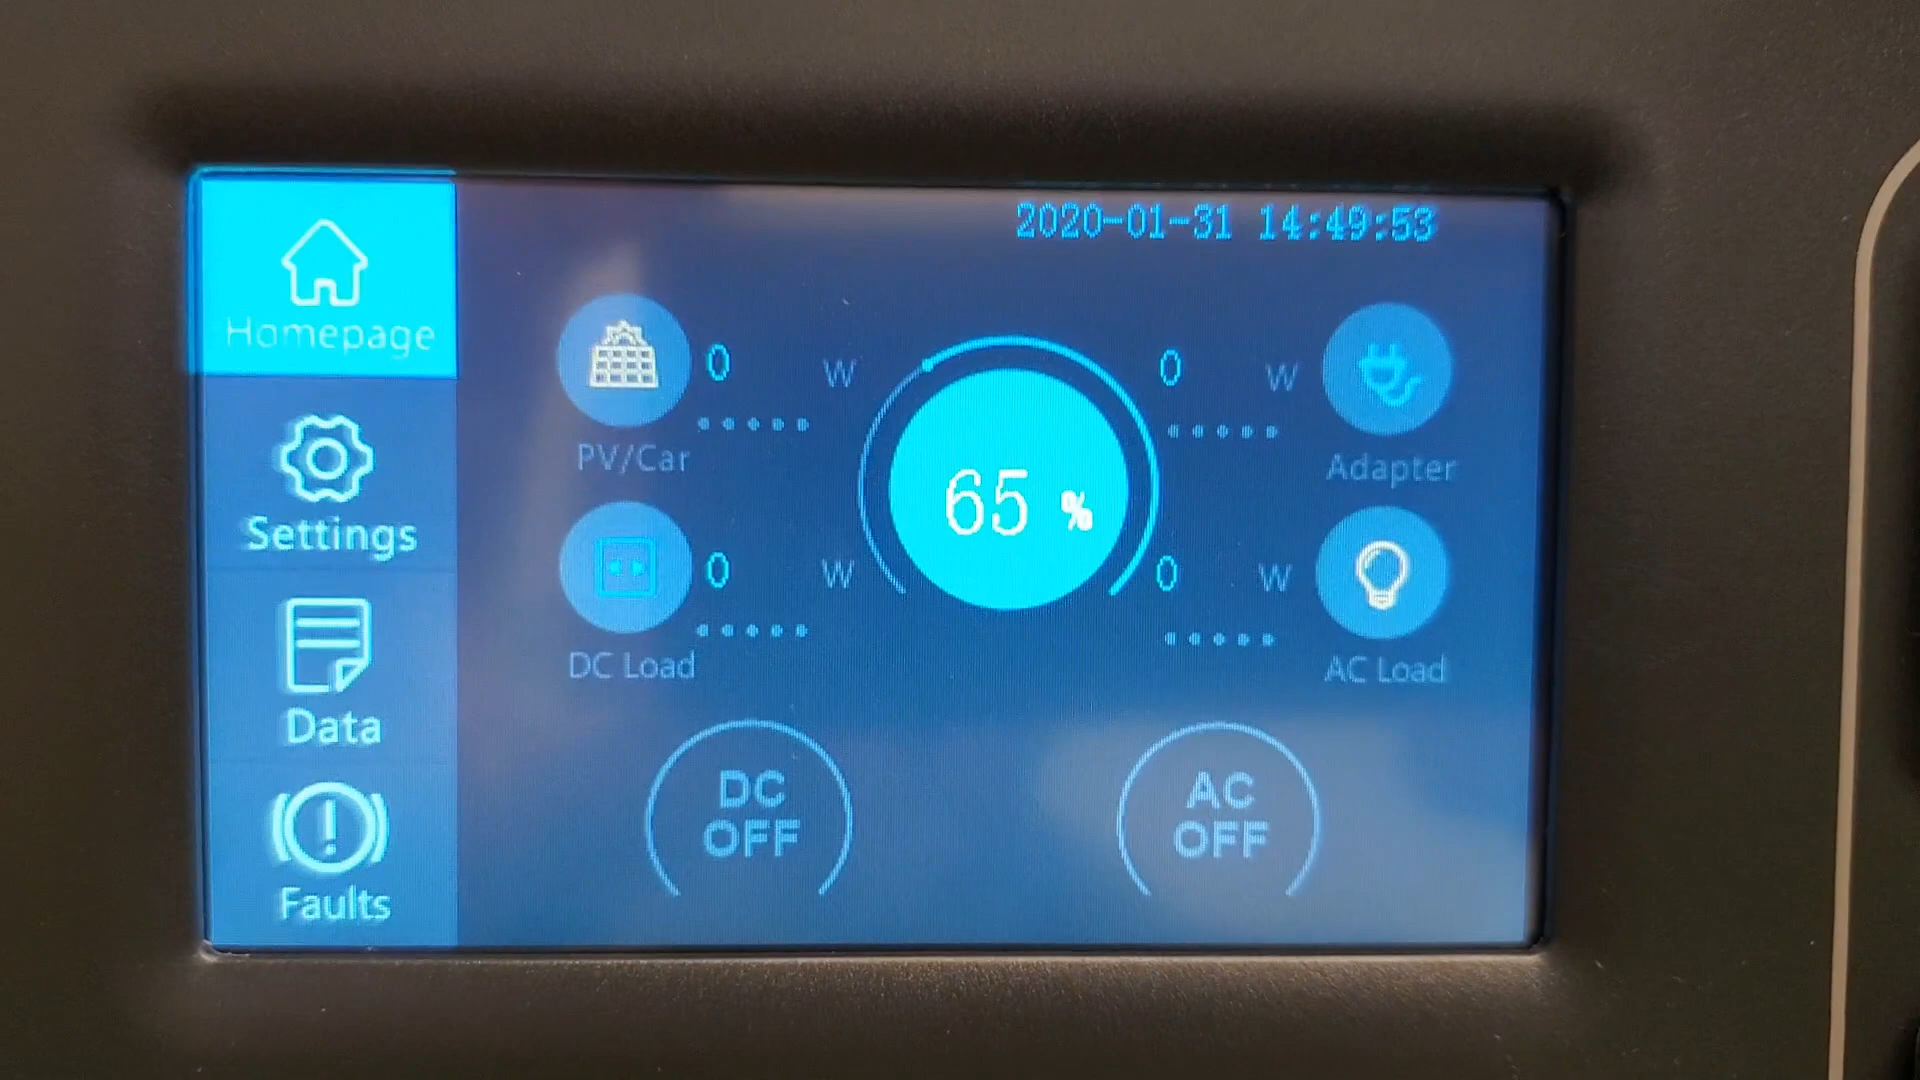 2020-01-31 14:49:53
Homepage
Settings
Data
Faults
0 W
PV/Car
0 W
DC Load
65 %
0 W
Adapter
0 W
AC Load
DC
OFF
AC
OFF